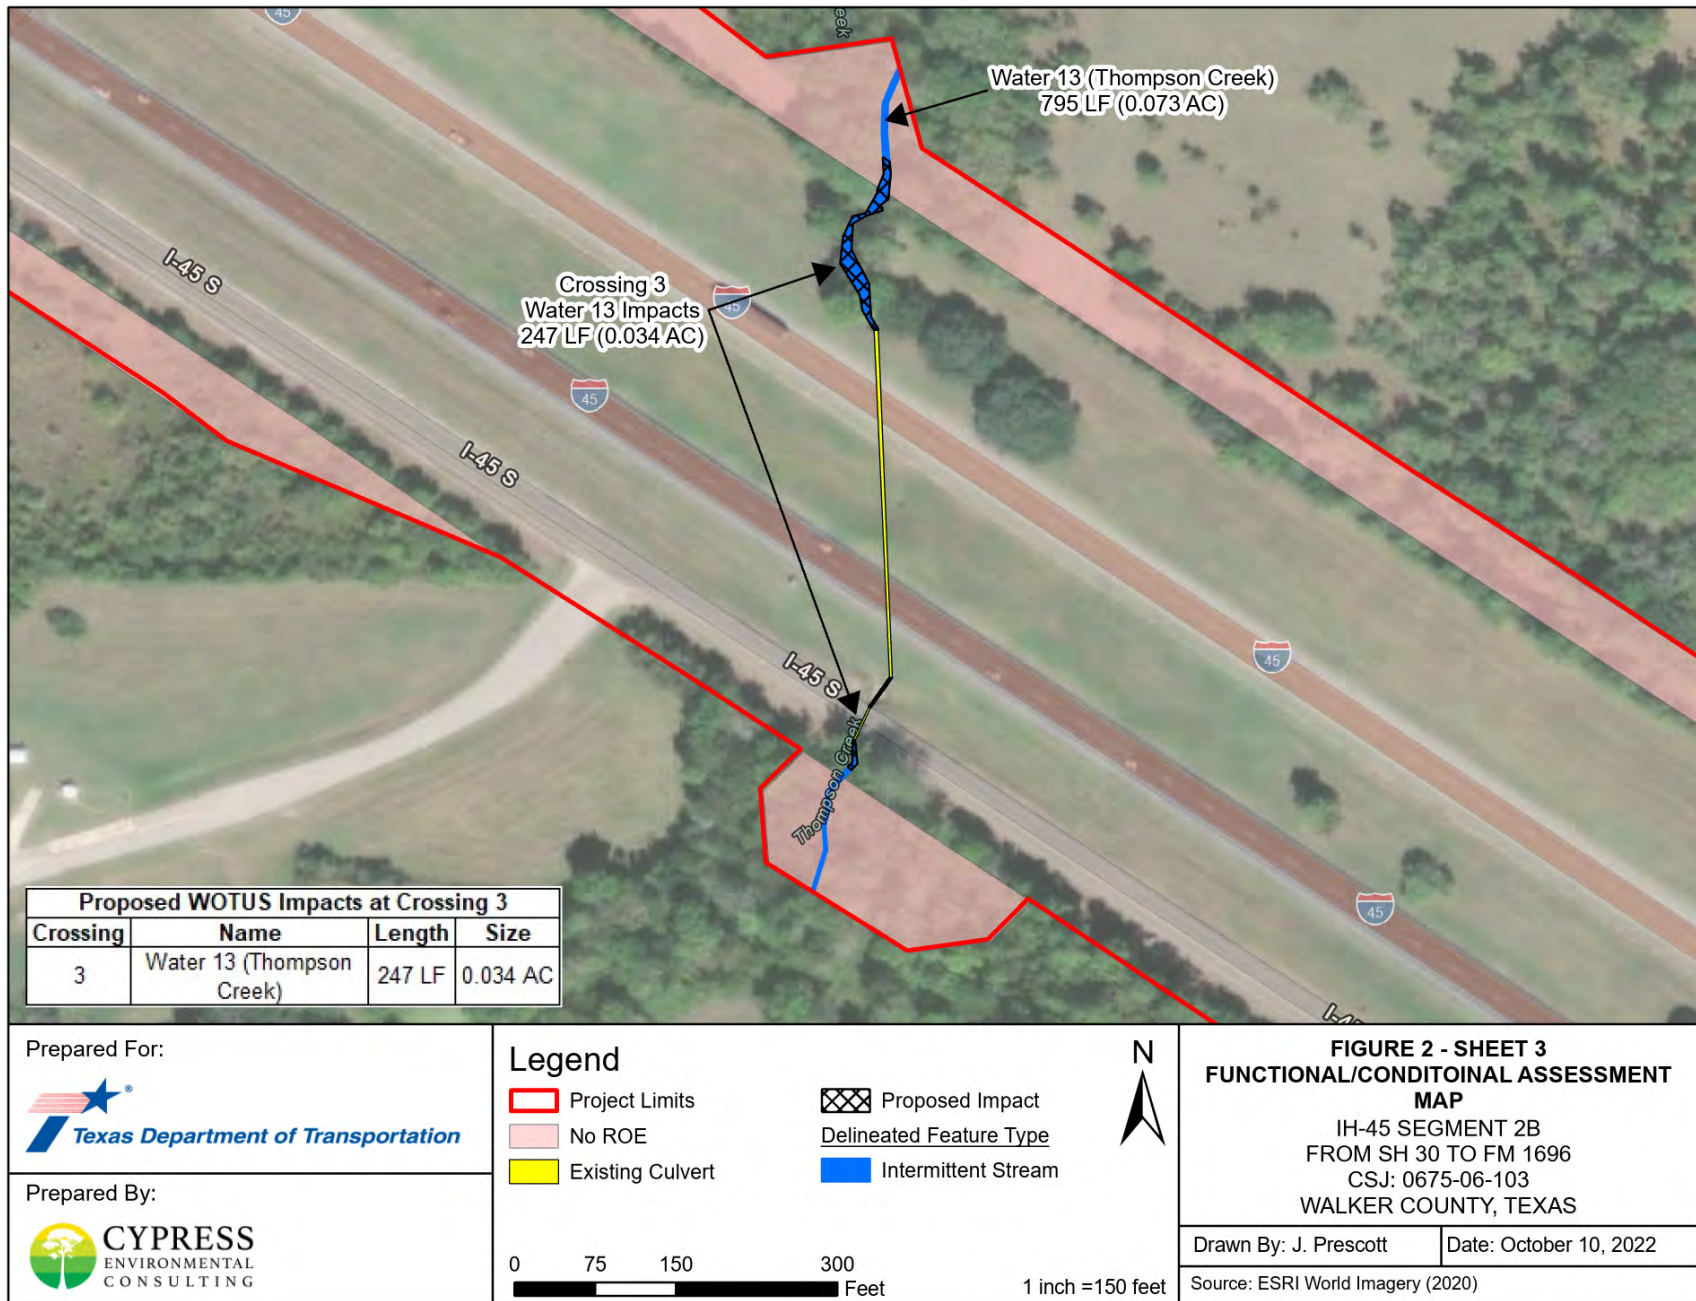 45
eek
Water 13 (Thompson Creek)
795 LF (0.073 AC)
I-45 S
Crossing 3
Water 13 Impacts
247 LF (0.034 AC)
45
45
I-45 S
45
I-45 S
Thompson Creek
45
I-4
Proposed WOTUS Impacts at Crossing 3
Crossing Name Length Size
3 Water 13 (Thompson Creek) 247 LF 0.034 AC
Prepared For:
Texas Department of Transportation
Prepared By:
CYPRESS
ENVIRONMENTAL
CONSULTING
Legend
Project Limits
No ROE
Existing Culvert
Proposed Impact
Delineated Feature Type
Intermittent Stream
N
0 75 150 300
Feet
1 inch =150 feet
FIGURE 2 - SHEET 3
FUNCTIONAL/CONDITOINAL ASSESSMENT
MAP
IH-45 SEGMENT 2B
FROM SH 30 TO FM 1696
CSJ: 0675-06-103
WALKER COUNTY, TEXAS
Drawn By: J. Prescott
Date: October 10, 2022
Source: ESRI World Imagery (2020)